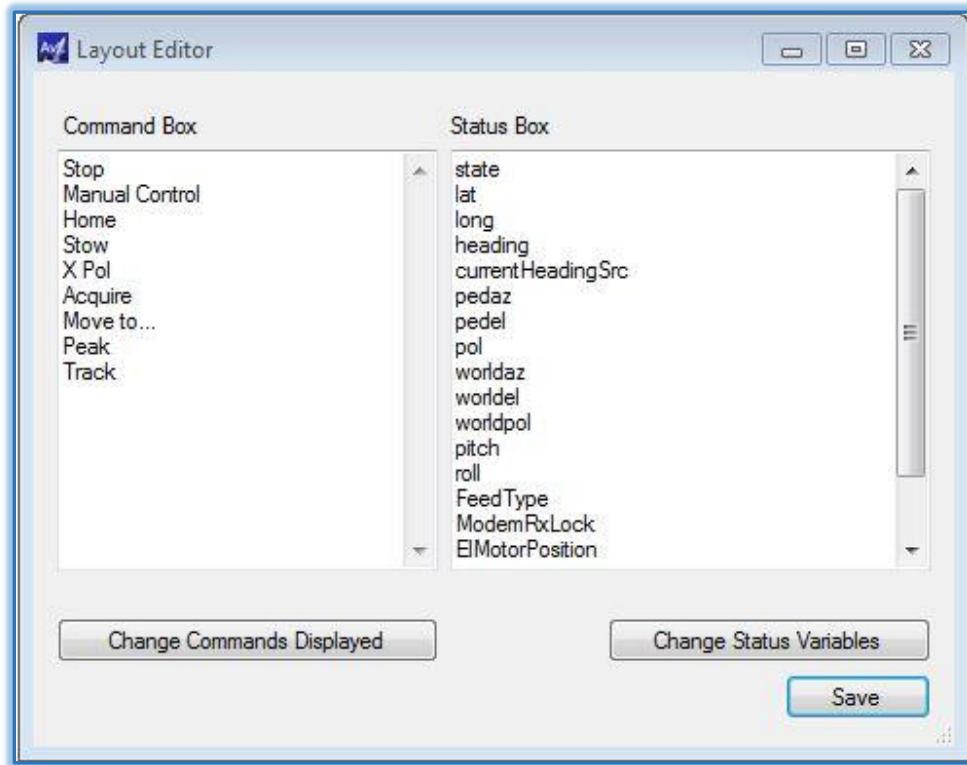 AvL Layout Editor
Command Box
Stop
Manual Control
Home
Stow
X Pol
Acquire
Move to...
Peak
Track
Status Box
state
lat
long
heading
currentHeadingSrc
pedaz
pedel
pol
worldaz
worldel
worldpol
pitch
roll
FeedType
ModemRxLock
ElMotorPosition
Change Commands Displayed
Change Status Variables
Save